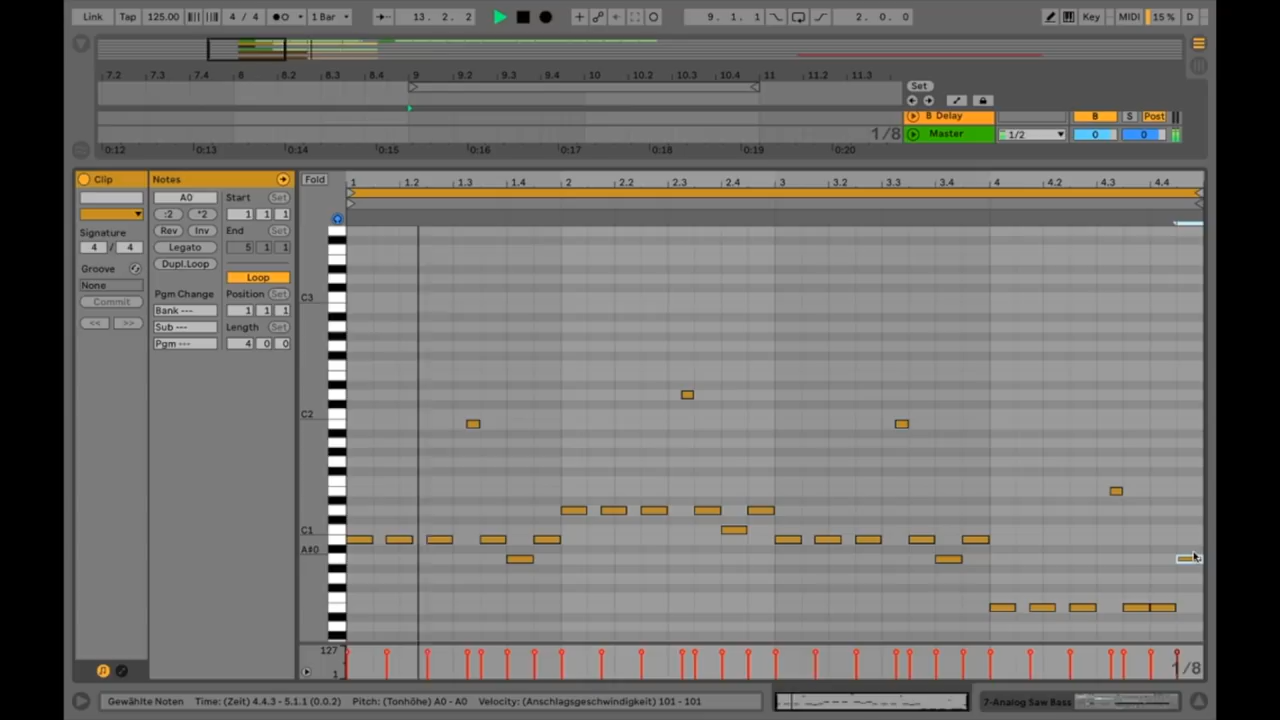 Link Tap 125.00 4 / 4 1 Bar 13. 2. 2 9. 1. 1 2. 0. 0 Key MIDI 15 % D
7.2 7.3 7.4 8 8.2 8.3 8.4 9 9.2 9.3 9.4 10 10.2 10.3 10.4 11 11.2 11.3
Set
B Delay B S Post
1/8 Master 1/2 0 0
0:12 0:13 0:14 0:15 0:16 0:17 0:18 0:19 0:20
Clip Notes Fold 1 1.2 1.3 1.4 2 2.2 2.3 2.4 3 3.2 3.3 3.4 4 4.2 4.3 4.4
A0 Start Set
:2 *2 1 1 1
Signature Rev Inv End Set
4 / 4 Legato 5 1 1
Groove Dupl.Loop
None Loop
Commit Pgm Change Position Set
Bank --- 1 1 1
<< >> Sub --- Length Set
Pgm --- 4 0 0
C3
C2
C1
A#0
127
1
1/8
Gewählte Noten Time: (Zeit) 4.4.3 - 5.1.1 (0.0.2) Pitch: (Tonhöhe) A0 - A0 Velocity: (Anschlagsgeschwindigkeit) 101 - 101 7-Analog Saw Bass